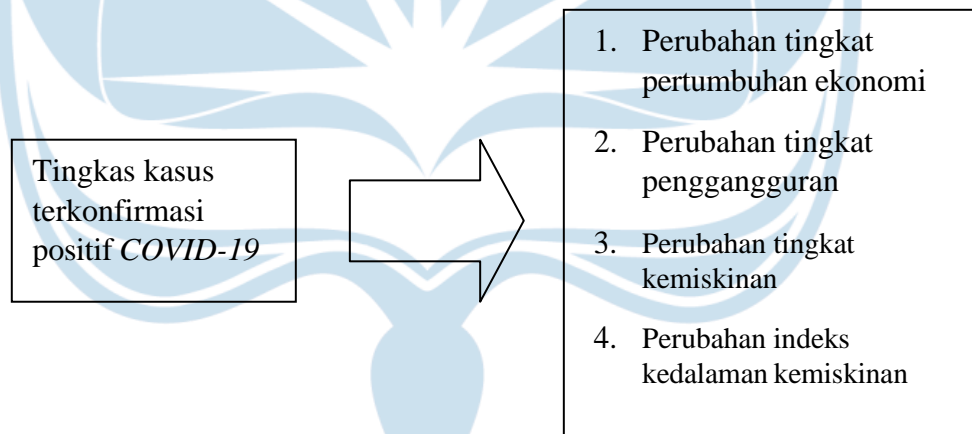 Tingkas kasus
terkonfirmasi
positif COVID-19
1. Perubahan tingkat
pertumbuhan ekonomi
2. Perubahan tingkat
penggangguran
3. Perubahan tingkat
kemiskinan
4. Perubahan indeks
kedalaman kemiskinan